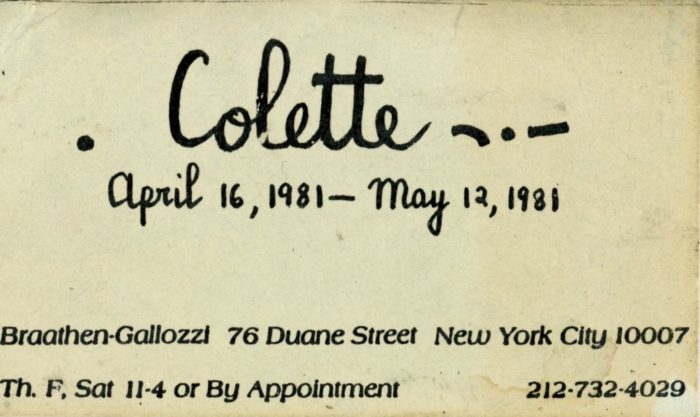 . Colette ~.-
April 16, 1981 — May 12, 1981
Braathen-Gallozzi 76 Duane Street New York City 10007
Th. F, Sat 11-4 or By Appointment 212-732-4029